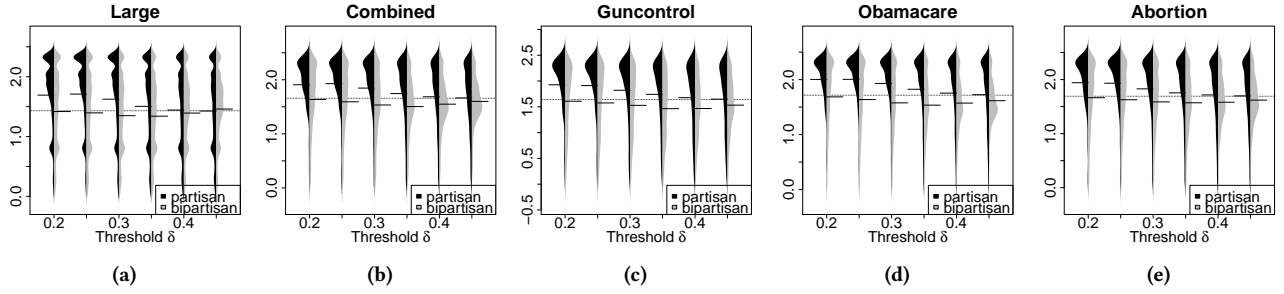 Large
2.0
1.0
0.0
partisan
bipartisan
0.2
0.3
0.4
Threshold δ
(a)
Combined
2.0
1.0
0.0
partisan
bipartisan
0.2
0.3
0.4
Threshold δ
(b)
Guncontrol
2.5
1.5
0.5
−0.5
partisan
bipartisan
0.2
0.3
0.4
Threshold δ
(c)
Obamacare
2.0
1.0
0.0
partisan
bipartisan
0.2
0.3
0.4
Threshold δ
(d)
Abortion
2.0
1.0
0.0
partisan
bipartisan
0.2
0.3
0.4
Threshold δ
(e)